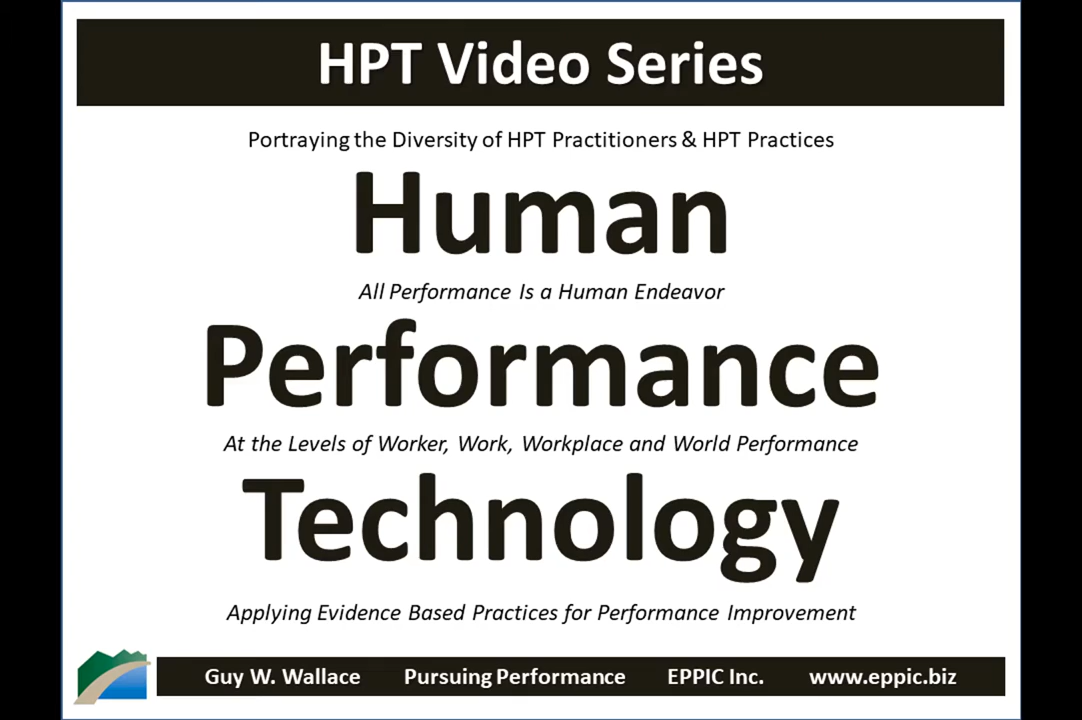 HPT Video Series
Portraying the Diversity of HPT Practitioners & HPT Practices
Human
All Performance Is a Human Endeavor
Performance
At the Levels of Worker, Work, Workplace and World Performance
Technology
Applying Evidence Based Practices for Performance Improvement
Guy W. Wallace Pursuing Performance EPPIC Inc. www.eppic.biz